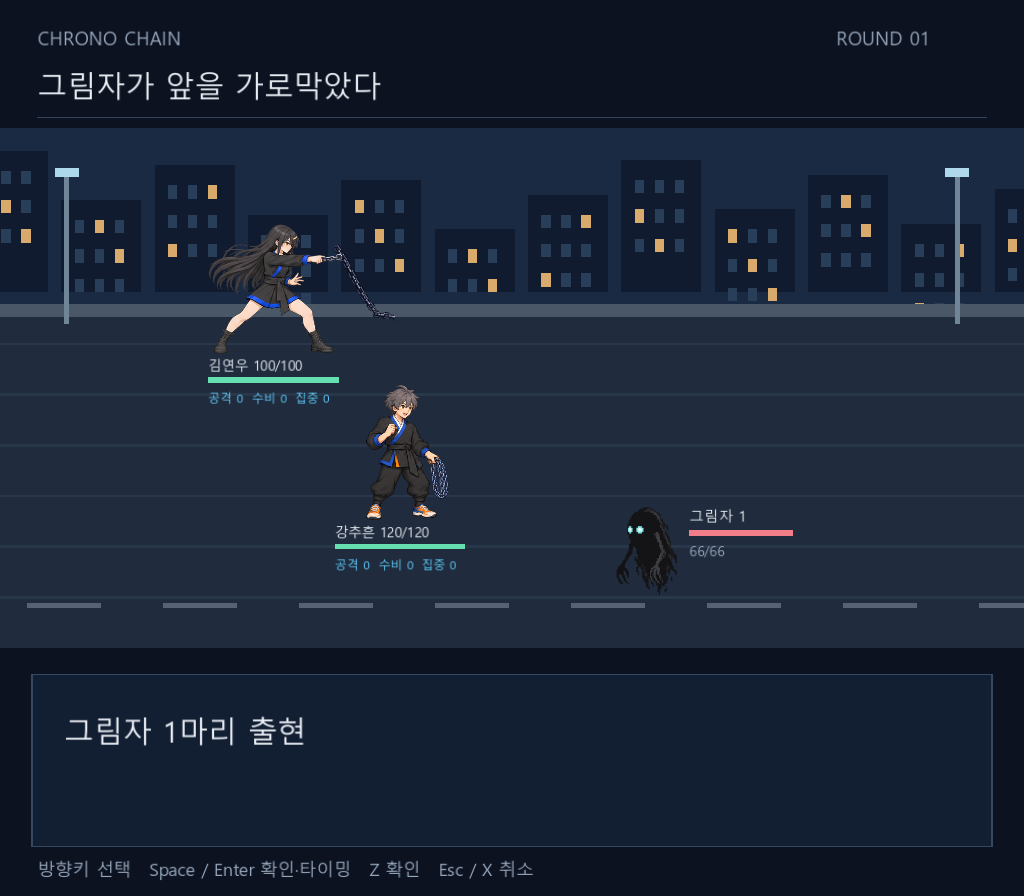 CHRONO CHAIN
ROUND 01
그림자가 앞을 가로막았다
김연우 100/100
공격 0 수비 0 집중 0
강추흔 120/120
공격 0 수비 0 집중 0
그림자 1
66/66
그림자 1마리 출현
방향키 선택 Space / Enter 확인·타이밍 Z 확인 Esc / X 취소